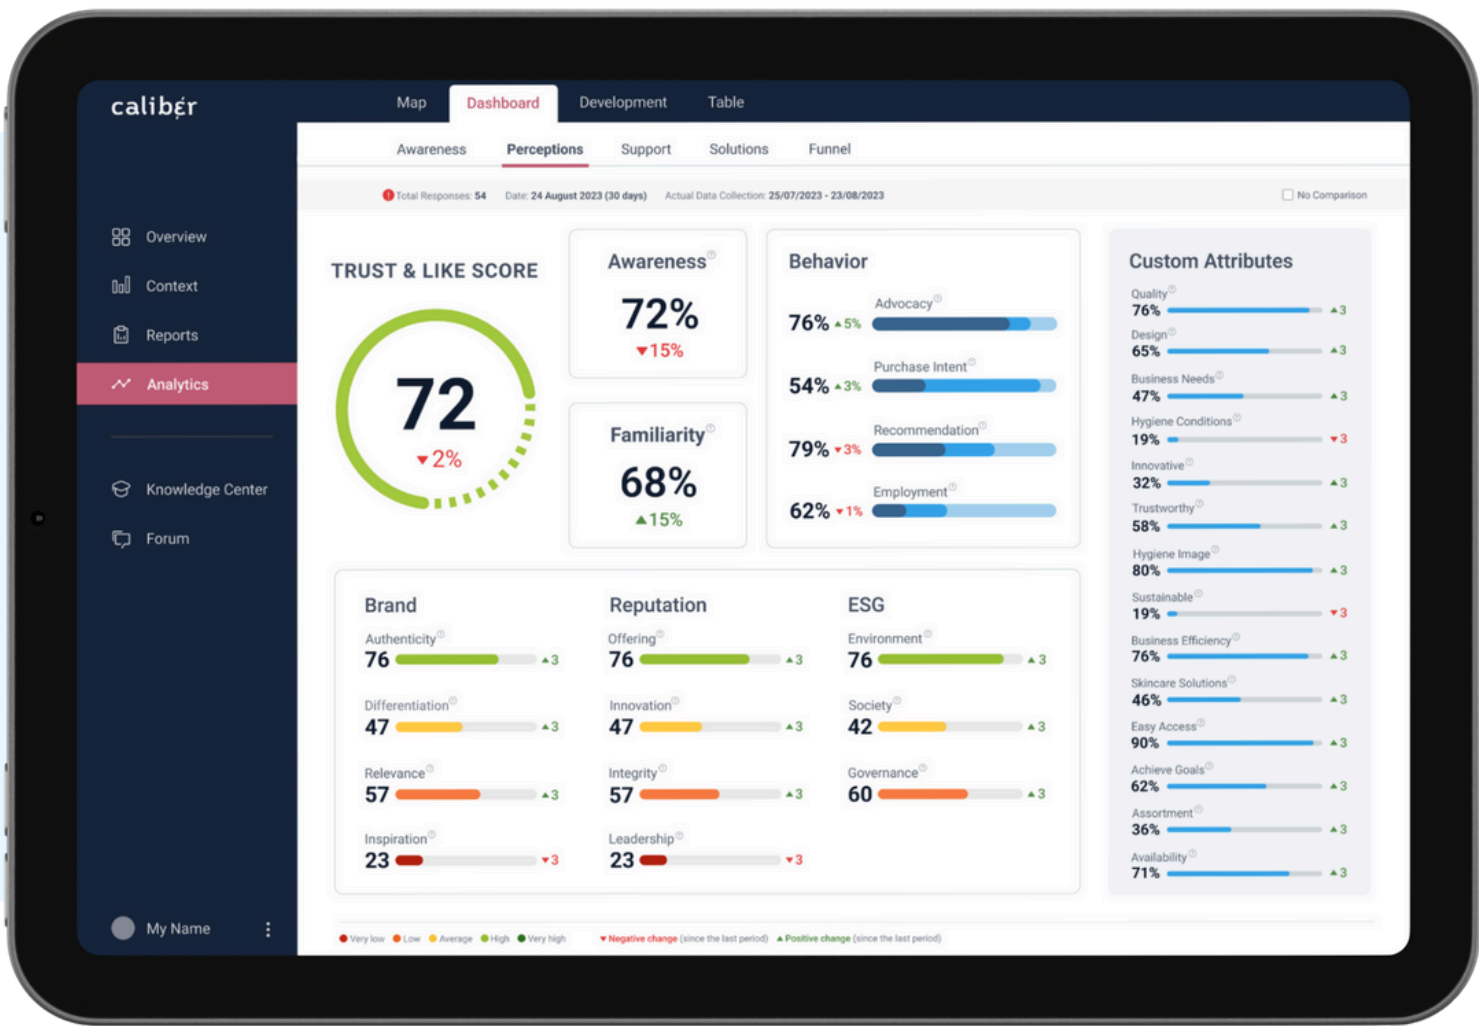 calibér
Map Dashboard Development Table
Awareness Perceptions Support Solutions Funnel
Total Responses: 54 Date: 24 August 2023 (30 days) Actual Data Collection: 25/07/2023 - 23/08/2023 No Comparison
Overview
Context
Reports
Analytics
Knowledge Center
Forum
My Name
TRUST & LIKE SCORE
72
▼2%
Awareness
72%
▼15%
Familiarity
68%
▲15%
Behavior
Advocacy
76% ▲5%
Purchase Intent
54% ▲3%
Recommendation
79% ▼3%
Employment
62% ▼1%
Brand
Authenticity
76 ▲3
Differentiation
47 ▲3
Relevance
57 ▲3
Inspiration
23 ▼3
Reputation
Offering
76 ▲3
Innovation
47 ▲3
Integrity
57 ▲3
Leadership
23 ▼3
ESG
Environment
76 ▲3
Society
42 ▲3
Governance
60 ▲3
Custom Attributes
Quality
76% ▲3
Design
65% ▲3
Business Needs
47% ▲3
Hygiene Conditions
19% ▼3
Innovative
32% ▲3
Trustworthy
58% ▲3
Hygiene Image
80% ▲3
Sustainable
19% ▼3
Business Efficiency
76% ▲3
Skincare Solutions
46% ▲3
Easy Access
90% ▲3
Achieve Goals
62% ▲3
Assortment
36% ▲3
Availability
71% ▲3
Very low Low Average High Very high ▼Negative change (since the last period) ▲Positive change (since the last period)